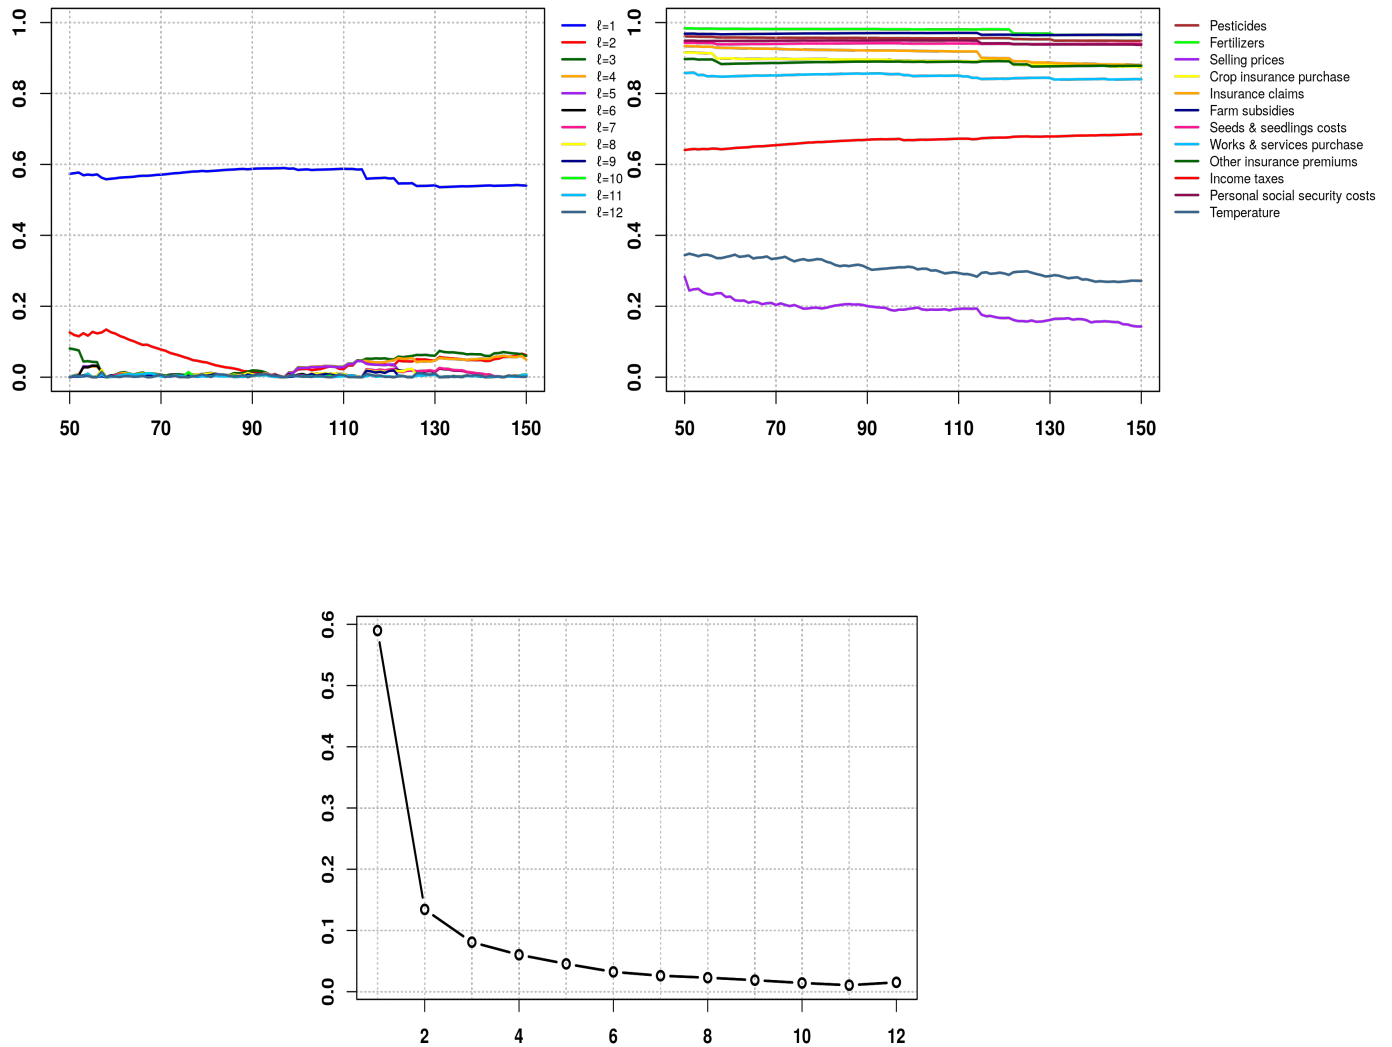 1.0
0.8
0.6
0.4
0.2
0.0
50 70 90 110 130 150
ℓ=1
ℓ=2
ℓ=3
ℓ=4
ℓ=5
ℓ=6
ℓ=7
ℓ=8
ℓ=9
ℓ=10
ℓ=11
ℓ=12
1.0
0.8
0.6
0.4
0.2
0.0
50 70 90 110 130 150
Pesticides
Fertilizers
Selling prices
Crop insurance purchase
Insurance claims
Farm subsidies
Seeds & seedlings costs
Works & services purchase
Other insurance premiums
Income taxes
Personal social security costs
Temperature
0.6
0.5
0.4
0.3
0.2
0.1
0.0
2 4 6 8 10 12